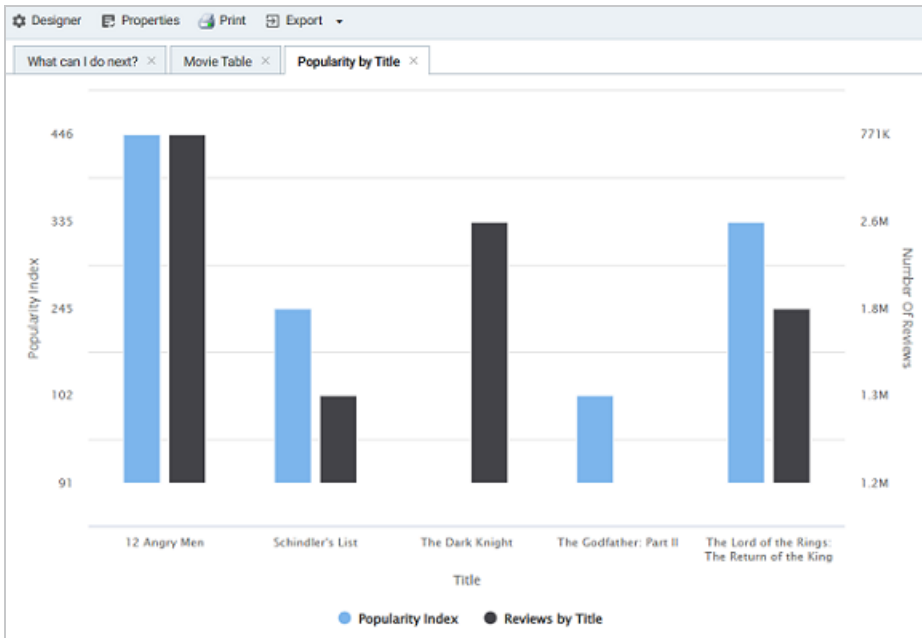 Designer Properties Print Export
What can I do next? × Movie Table × Popularity by Title ×
446
335
245
102
91
Popularity Index
771K
2.6M
1.8M
1.3M
1.2M
Number Of Reviews
12 Angry Men
Schindler's List
The Dark Knight
The Godfather: Part II
The Lord of the Rings:
The Return of the King
Title
Popularity Index Reviews by Title